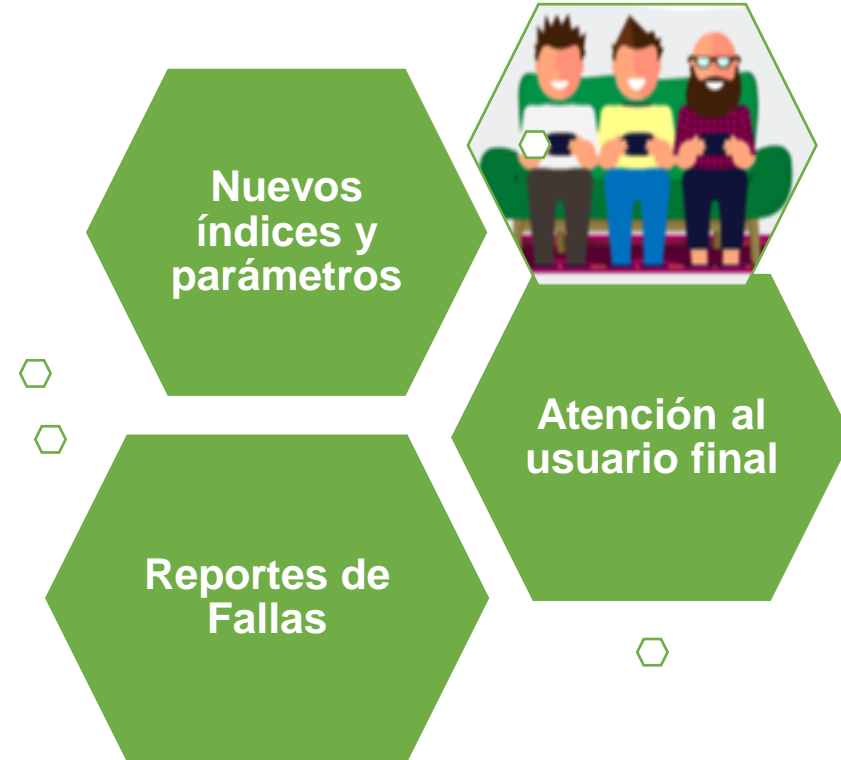 Nuevos
índices y
parámetros
Atención al
usuario final
Reportes de
Fallas